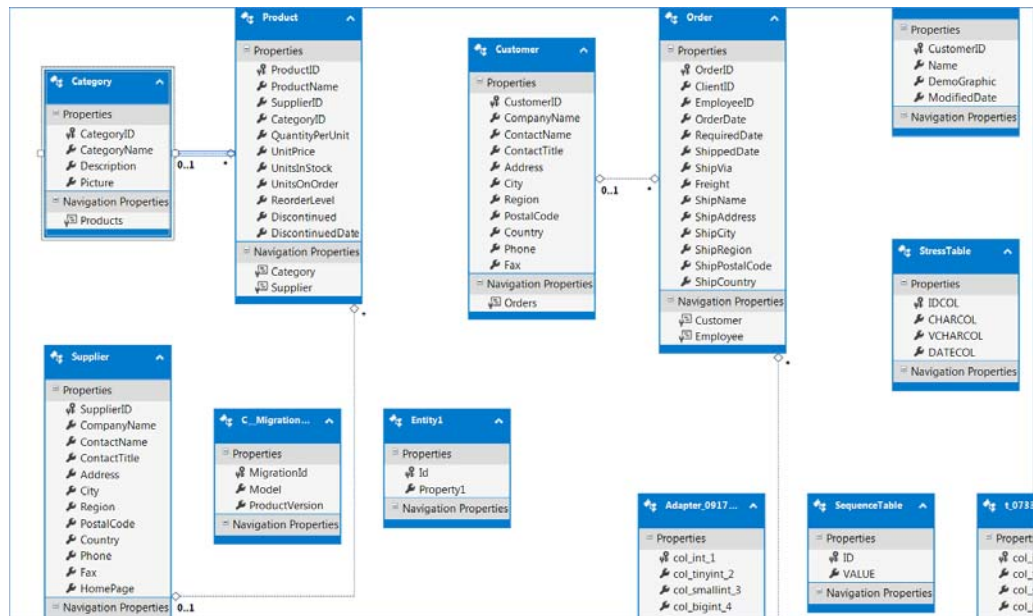 Category
Properties
CategoryID
CategoryName
Description
Picture
Navigation Properties
Products
0..1
*
Product
Properties
ProductID
ProductName
SupplierID
CategoryID
QuantityPerUnit
UnitPrice
UnitsInStock
UnitsOnOrder
ReorderLevel
Discontinued
DiscontinuedDate
Navigation Properties
Category
Supplier
*
Customer
Properties
CustomerID
CompanyName
ContactName
ContactTitle
Address
City
Region
PostalCode
Country
Phone
Fax
Navigation Properties
Orders
0..1
*
Order
Properties
OrderID
ClientID
EmployeeID
OrderDate
RequiredDate
ShippedDate
ShipVia
Freight
ShipName
ShipAddress
ShipCity
ShipRegion
ShipPostalCode
ShipCountry
Navigation Properties
Customer
Employee
*
Properties
CustomerID
Name
DemoGraphic
ModifiedDate
Navigation Properties
StressTable
Properties
IDCOL
CHARCOL
VCHARCOL
DATECOL
Navigation Properties
Supplier
Properties
SupplierID
CompanyName
ContactName
ContactTitle
Address
City
Region
PostalCode
Country
Phone
Fax
HomePage
Navigation Properties
0..1
C__Migration...
Properties
MigrationId
Model
ProductVersion
Navigation Properties
Entity1
Properties
Id
Property1
Navigation Properties
Adapter_0917...
Properties
col_int_1
col_tinyint_2
col_smallint_3
col_bigint_4
SequenceTable
Properties
ID
VALUE
Navigation Properties